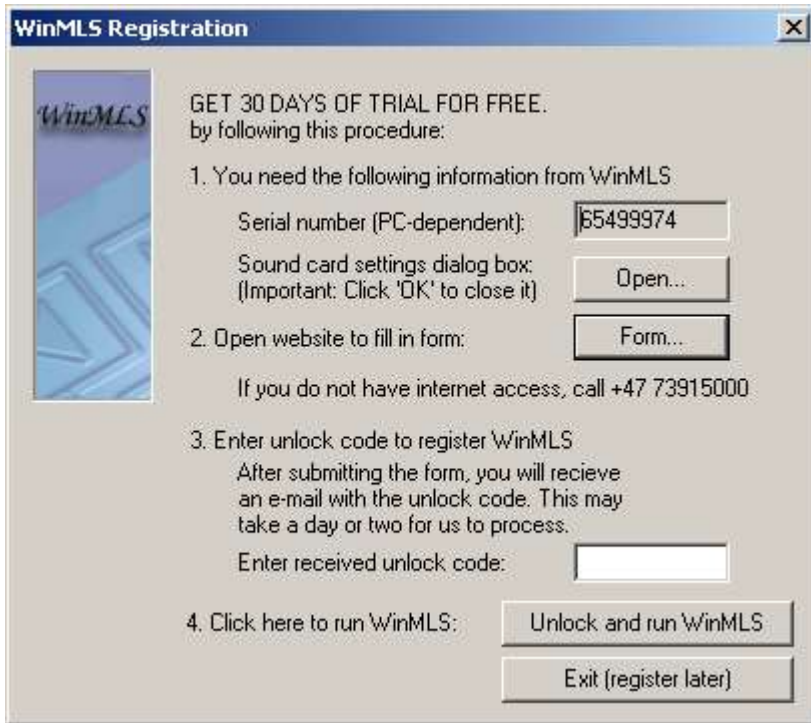 WinMLS Registration
WinMLS
GET 30 DAYS OF TRIAL FOR FREE.
by following this procedure:
1. You need the following information from WinMLS
Serial number (PC-dependent): 65499974
Sound card settings dialog box:
(Important: Click 'OK' to close it)
Open...
2. Open website to fill in form: Form...
If you do not have internet access, call +47 73915000
3. Enter unlock code to register WinMLS
After submitting the form, you will recieve
an e-mail with the unlock code. This may
take a day or two for us to process.
Enter received unlock code:
4. Click here to run WinMLS: Unlock and run WinMLS
Exit (register later)